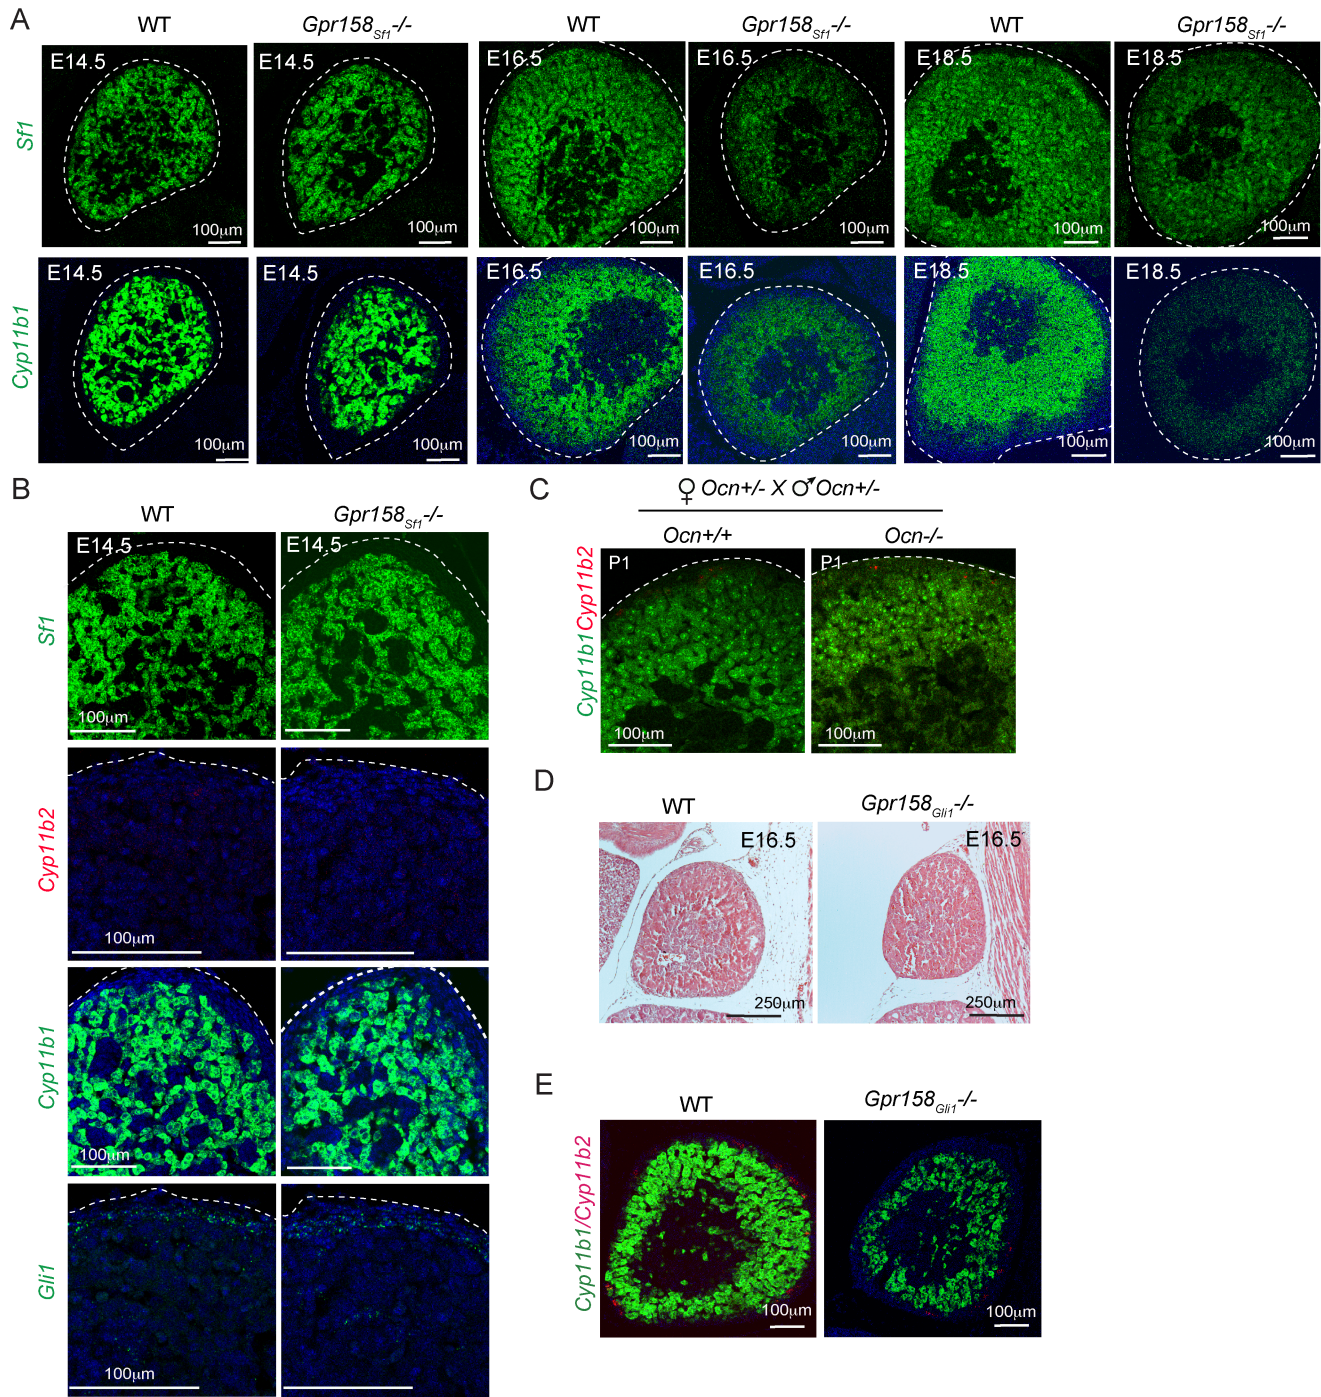 A
WT
Gpr158Sf1-/-
WT
Gpr158Sf1-/-
WT
Gpr158Sf1-/-
Sf1
E14.5
100μm
E14.5
100μm
E16.5
100μm
E16.5
100μm
E18.5
100μm
E18.5
100μm
Cyp11b1
E14.5
100μm
E14.5
100μm
E16.5
100μm
E16.5
100μm
E18.5
100μm
E18.5
100μm
B
WT
Gpr158Sf1-/-
Sf1
E14.5
100μm
E14.5
Cyp11b2
100μm
Cyp11b1
100μm
Gli1
100μm
C
♀ Ocn+/- X ♂ Ocn+/-
Ocn+/+
Ocn-/-
Cyp11b1Cyp11b2
P1
100μm
P1
100μm
D
WT
Gpr158Gli1-/-
E16.5
250μm
E16.5
250μm
E
WT
Gpr158Gli1-/-
Cyp11b1/Cyp11b2
100μm
100μm